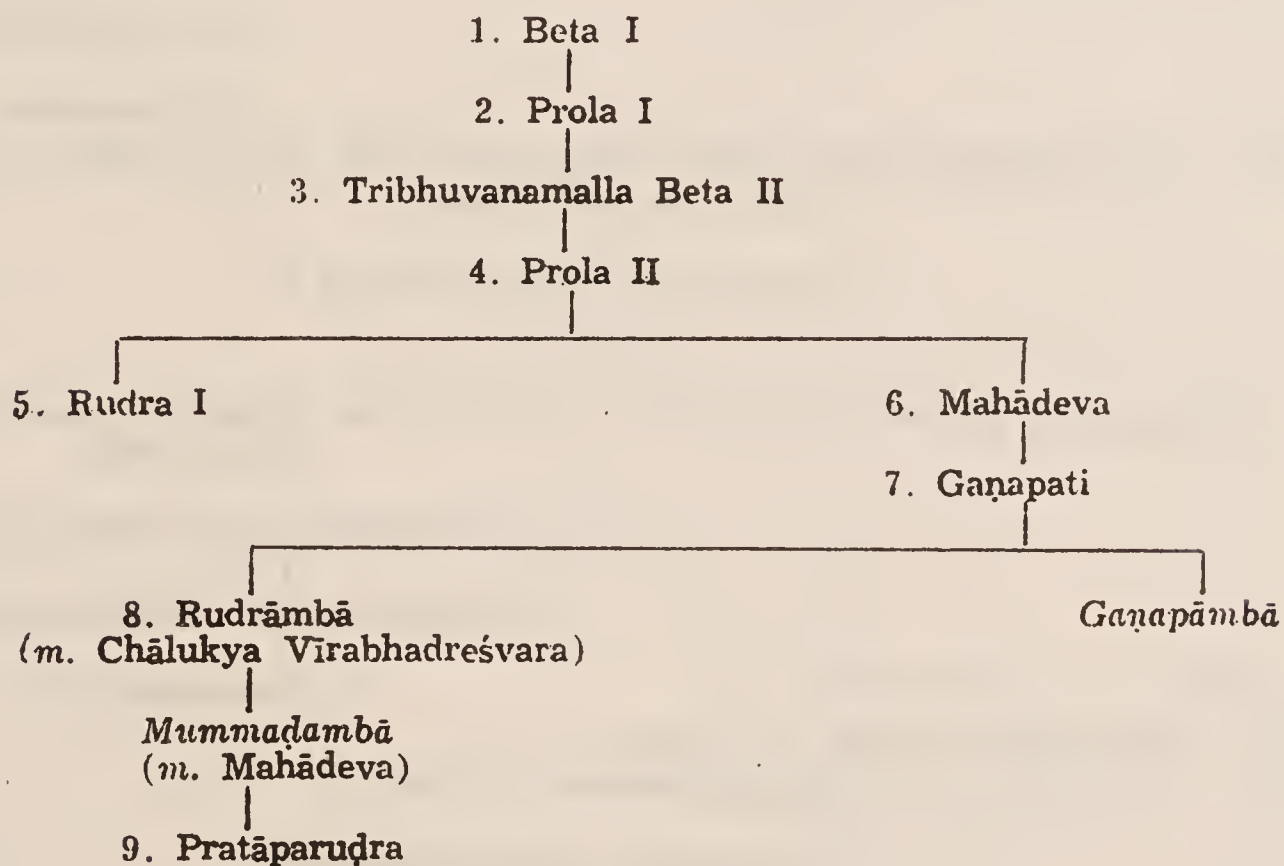 1. Beta I
2. Prola I
3. Tribhuvanamalla Beta II
4. Prola II
5. Rudra I
6. Mahādeva
7. Gaṇapati
8. Rudrāmbā
Gaṇapāmbā
(m. Chālukya Vīrabhadreśvara)
Mummaḍambā
(m. Mahādeva)
9. Pratāparuḍra